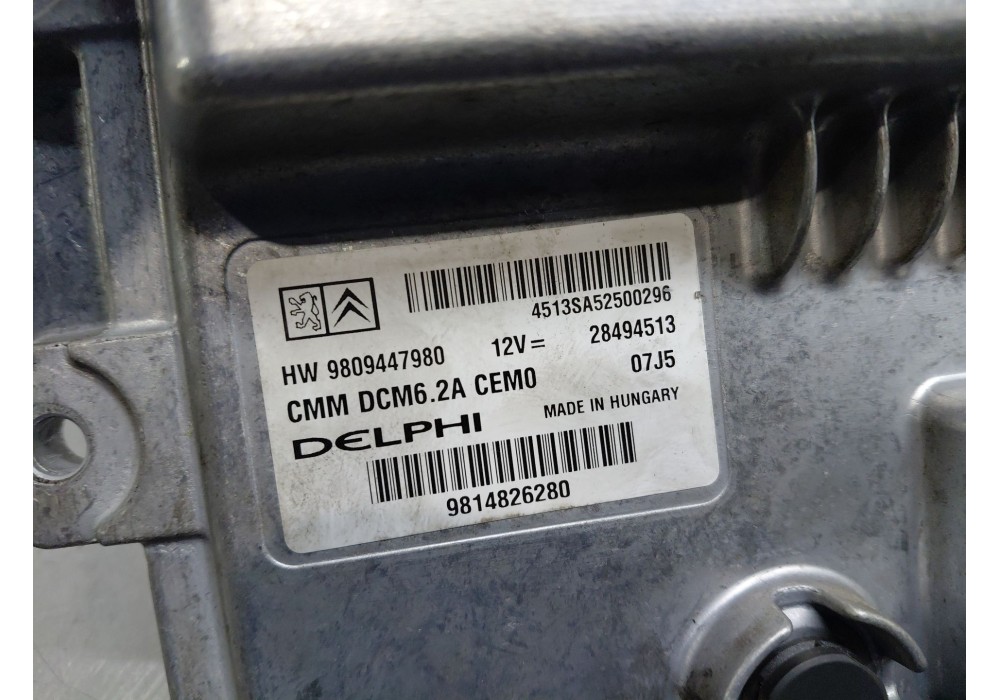 4513SA52500296
HW 9809447980 12V= 28494513
CMM DCM6.2A CEM0 07J5
DELPHI MADE IN HUNGARY
9814826280